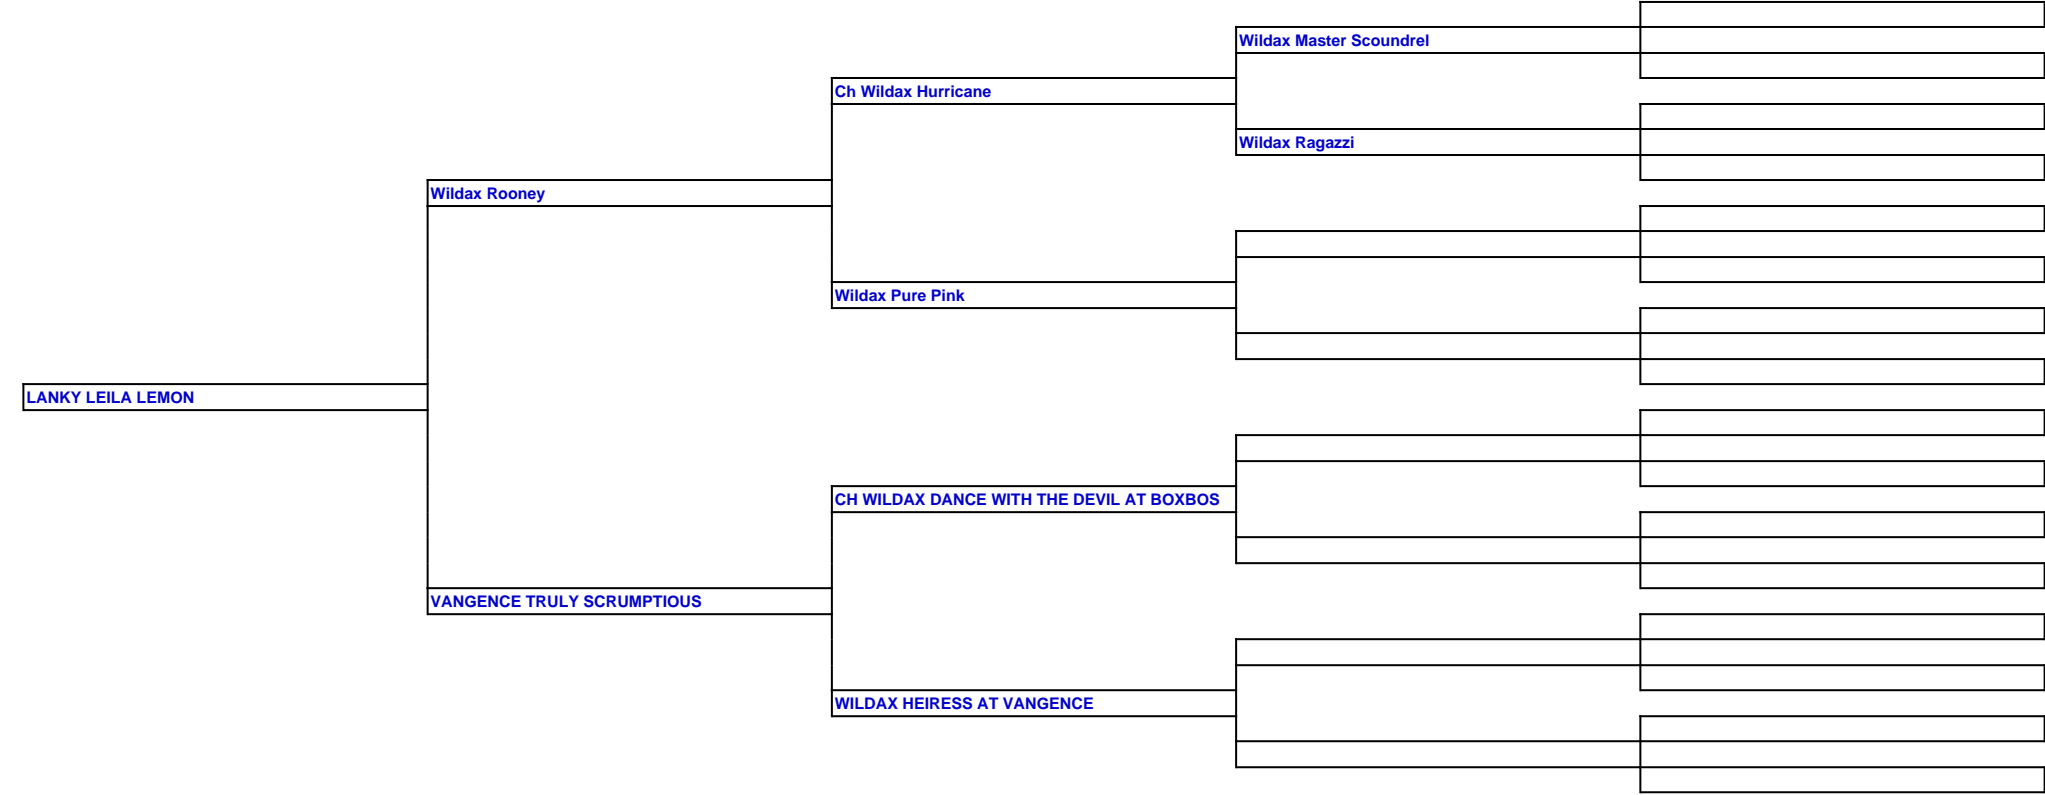 Wildax Master Scoundrel
Ch Wildax Hurricane
Wildax Ragazzi
Wildax Rooney
Wildax Pure Pink
LANKY LEILA LEMON
CH WILDAX DANCE WITH THE DEVIL AT BOXBOS
VANGENCE TRULY SCRUMPTIOUS
WILDAX HEIRESS AT VANGENCE